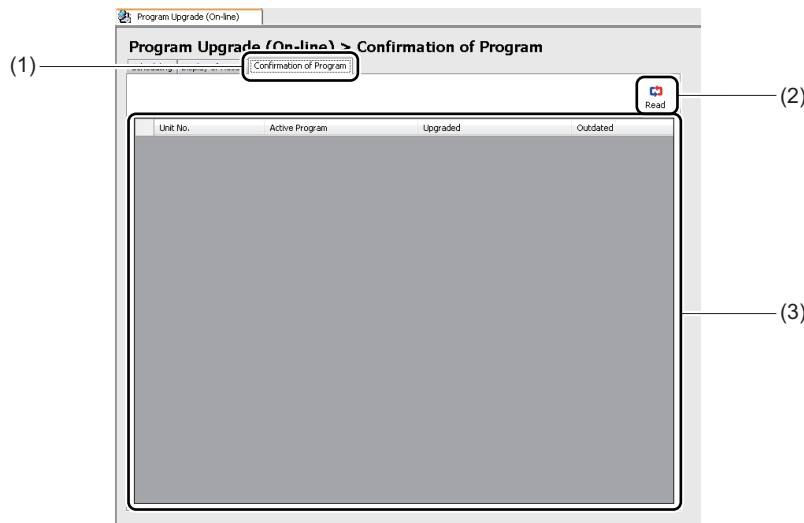 Program Upgrade (On-line)
Program Upgrade (On-line) > Confirmation of Program
(1)
Confirmation of Program
(2)
Read
Unit No. Active Program Upgraded Outdated
(3)